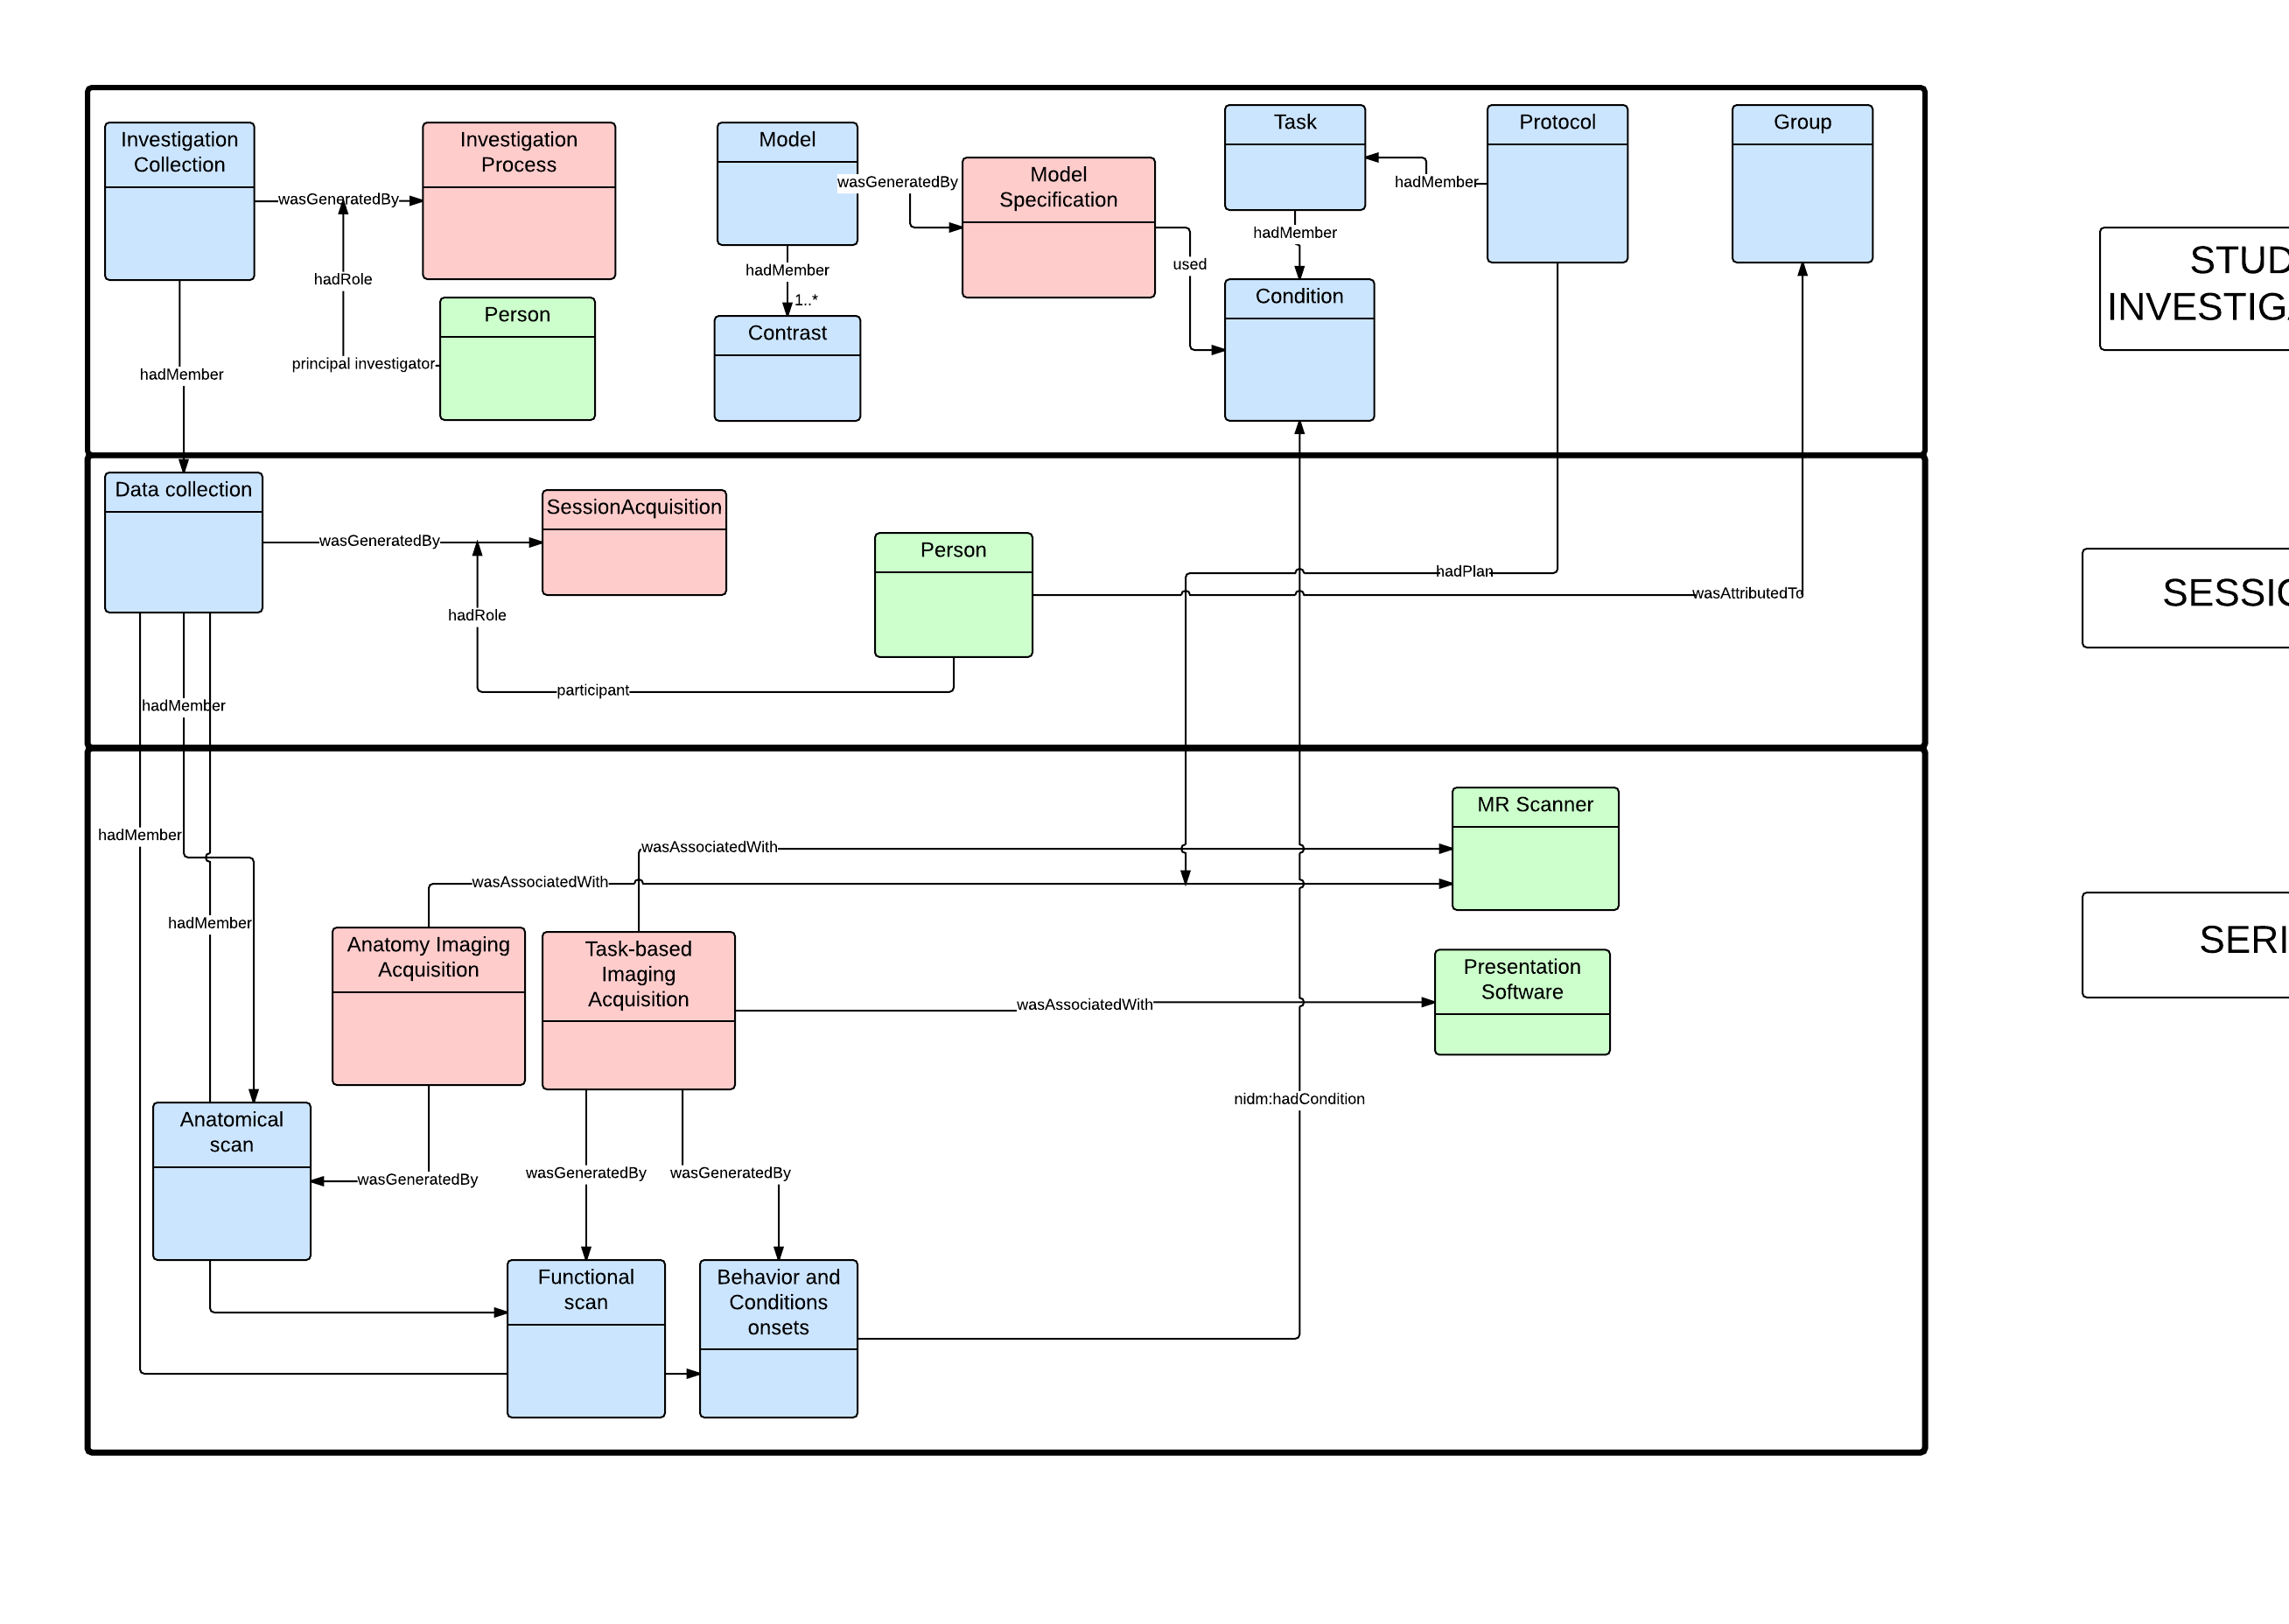 Investigation
Collection
Investigation
Process
Model
Task
Protocol
Group
wasGeneratedBy
wasGeneratedBy
Model
Specification
hadMember
hadMember
hadRole
hadMember
1..*
used
Condition
Person
Contrast
principal investigator
hadMember
STUD
INVESTIGA
Data collection
SessionAcquisition
wasGeneratedBy
Person
hadPlan
wasAttributedTo
hadRole
participant
hadMember
SESSIO
MR Scanner
hadMember
wasAssociatedWith
wasAssociatedWith
hadMember
Anatomy Imaging
Acquisition
Task-based
Imaging
Acquisition
Presentation
Software
wasAssociatedWith
SERI
nidm:hadCondition
Anatomical
scan
wasGeneratedBy
wasGeneratedBy
wasGeneratedBy
Functional
scan
Behavior and
Conditions
onsets